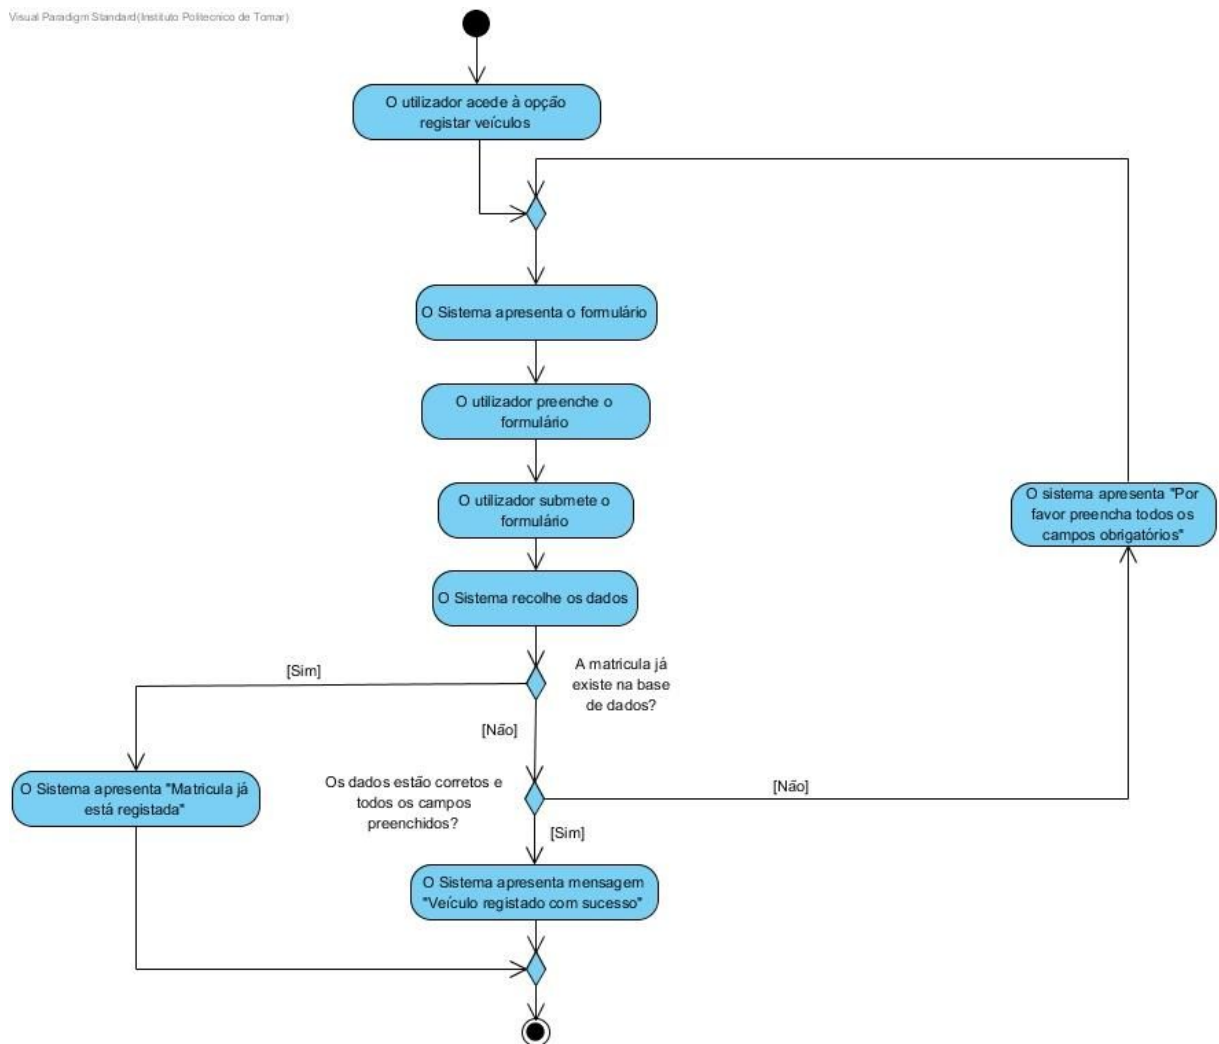 Visual Paradigm Standard(Instituto Politecnico de Tomar)
O utilizador acede à opção
registar veículos
O Sistema apresenta o formulário
O utilizador preenche o
formulário
O utilizador submete o
formulário
O sistema apresenta "Por
favor preencha todos os
campos obrigatórios"
O Sistema recolhe os dados
[Sim]
A matricula já
existe na base
de dados?
[Não]
O Sistema apresenta "Matricula já
está registada"
Os dados estão corretos e
todos os campos
preenchidos?
[Não]
[Sim]
O Sistema apresenta mensagem
"Veículo registado com sucesso"